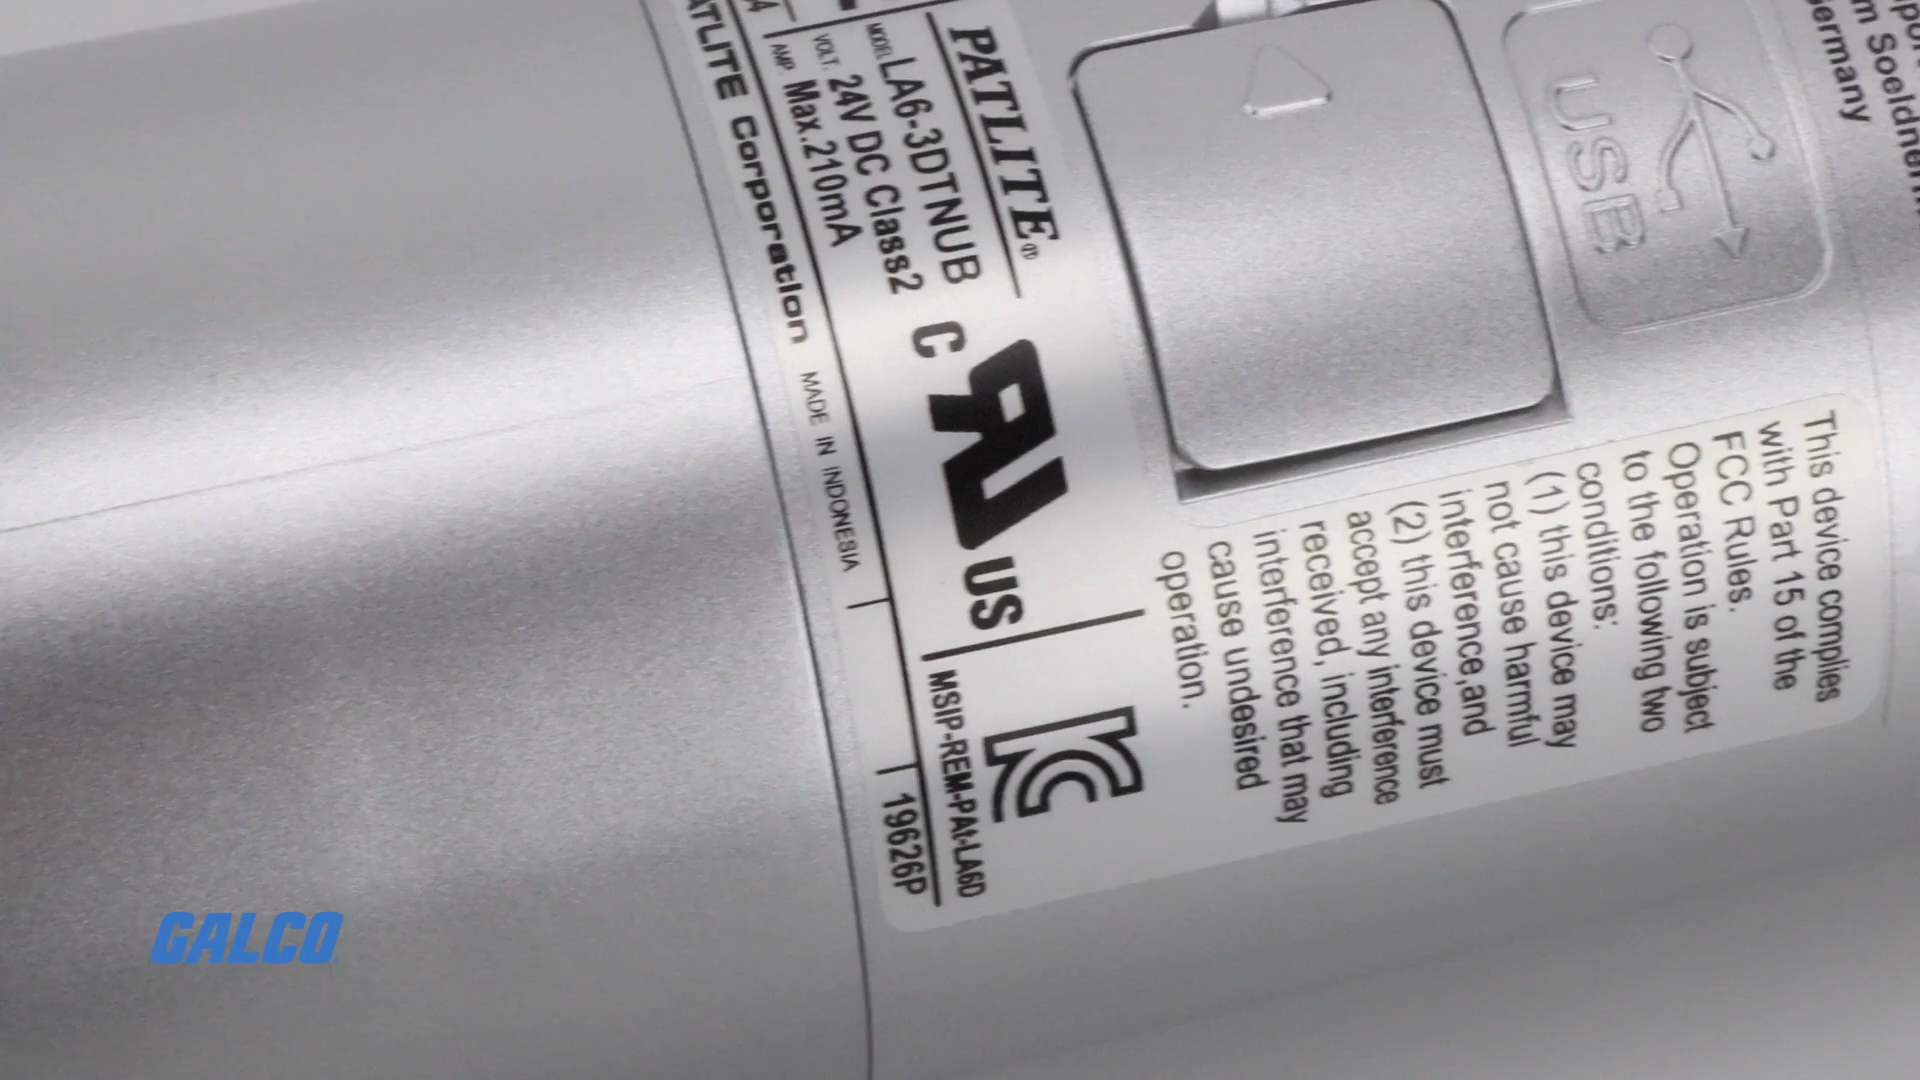 PATLITE®
MODEL LA6-3DTNUB
VOLT. 24V DC Class2
AMP. Max.210mA
C US
MSIP-REM-PAt-LA6D
Corporation MADE IN INDONESIA
19626P
USB
Germany
This device complies
with Part 15 of the
FCC Rules.
Operation is subject
to the following two
conditions:
(1) this device may
not cause harmful
interference,and
(2) this device must
accept any interference
received, including
interference that may
cause undesired
operation.
GALCO